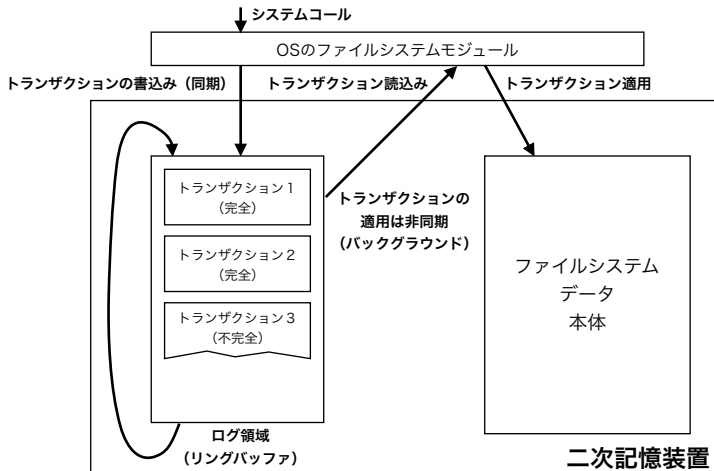 システムコール
OSのファイルシステムモジュール
トランザクションの書込み（同期）
トランザクション読込み
トランザクション適用
トランザクション１
（完全）
トランザクション２
（完全）
トランザクション３
（不完全）
トランザクションの
適用は非同期
（バックグラウンド）
ファイルシステム
データ
本体
ログ領域
（リングバッファ）
二次記憶装置